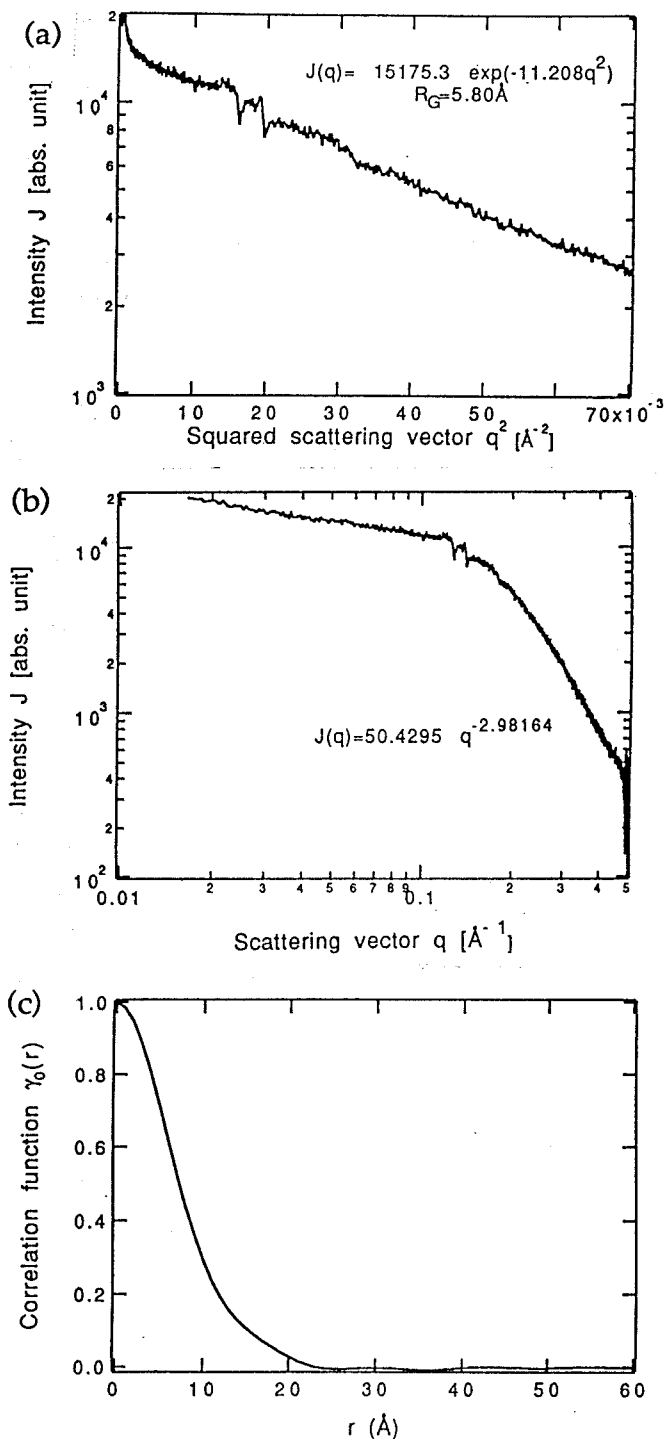 (a)
2
10⁴
8
6
4
2
10³
Intensity J [abs. unit]
J(q)= 15175.3 exp(-11.208q²)
R_G=5.80Å
0 10 20 30 40 50 70x10⁻³
Squared scattering vector q² [Å⁻²]
(b)
2
10⁴
4
2
10³
4
2
10²
Intensity J [abs. unit]
J(q)=50.4295 q⁻²·⁹⁸¹⁶⁴
0.01 2 3 4 5 6 7 8 9 0.1 2 3 4 5
Scattering vector q [Å⁻¹]
(c)
1.0
0.8
0.6
0.4
0.2
0.0
Correlation function γ₀(r)
0 10 20 30 40 50 60
r (Å)